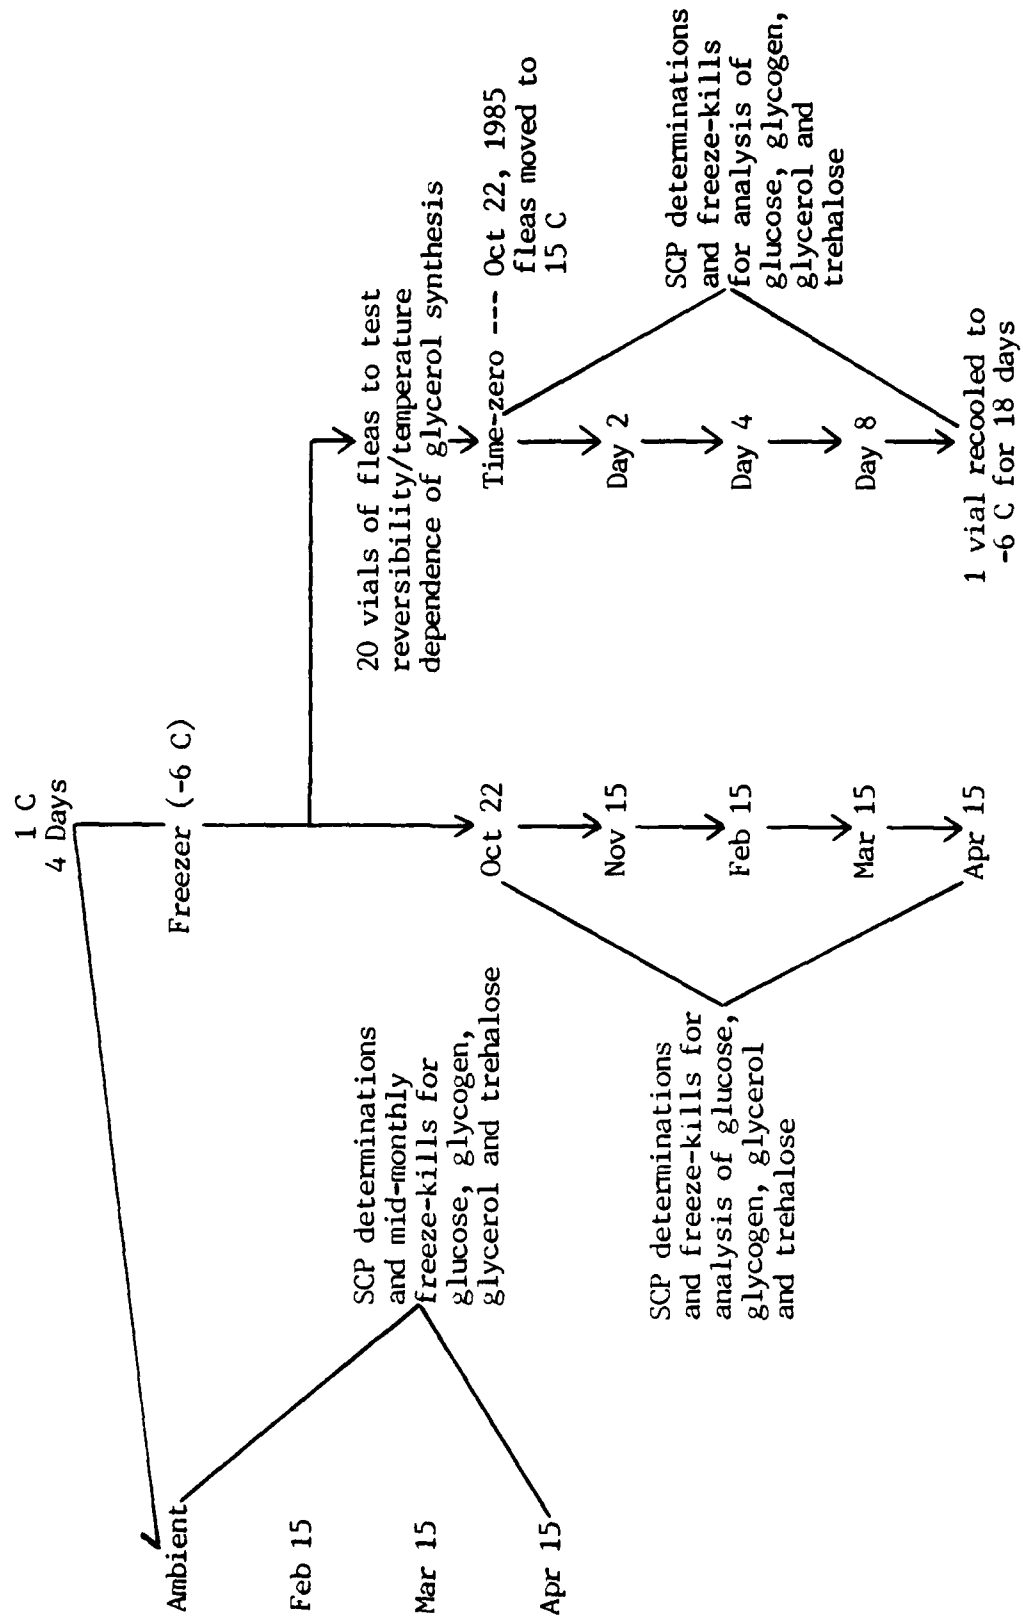 1 C
4 Days
Freezer (-6 C)
Ambient
Feb 15
Mar 15
Apr 15
SCP determinations
and mid-monthly
freeze-kills for
glucose, glycogen,
glycerol and trehalose
Oct 22
Nov 15
Feb 15
Mar 15
Apr 15
SCP determinations
and freeze-kills for
analysis of glucose,
glycogen, glycerol
and trehalose
20 vials of fleas to test
reversibility/temperature
dependence of glycerol synthesis
Time-zero --- Oct 22, 1985
fleas moved to
15 C
Day 2
Day 4
Day 8
1 vial recooled to
-6 C for 18 days
SCP determinations
and freeze-kills
for analysis of
glucose, glycogen,
glycerol and
trehalose